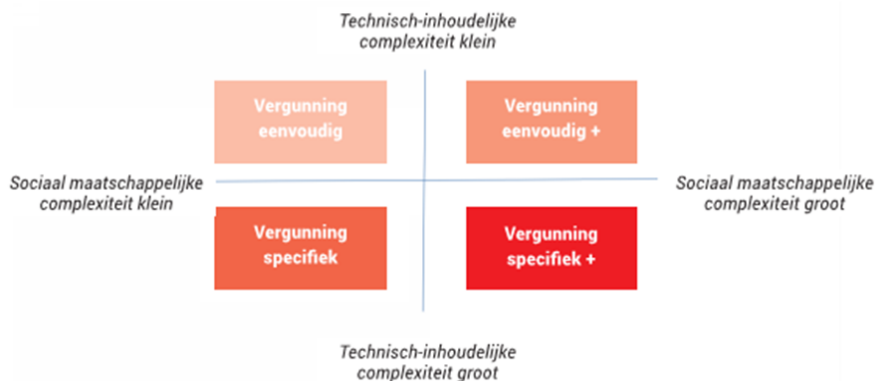 Technisch-inhoudelijke
complexiteit klein
Vergunning
eenvoudig
Vergunning
eenvoudig +
Sociaal maatschappelijke
complexiteit klein
Sociaal maatschappelijke
complexiteit groot
Vergunning
specifiek
Vergunning
specifiek +
Technisch-inhoudelijke
complexiteit groot